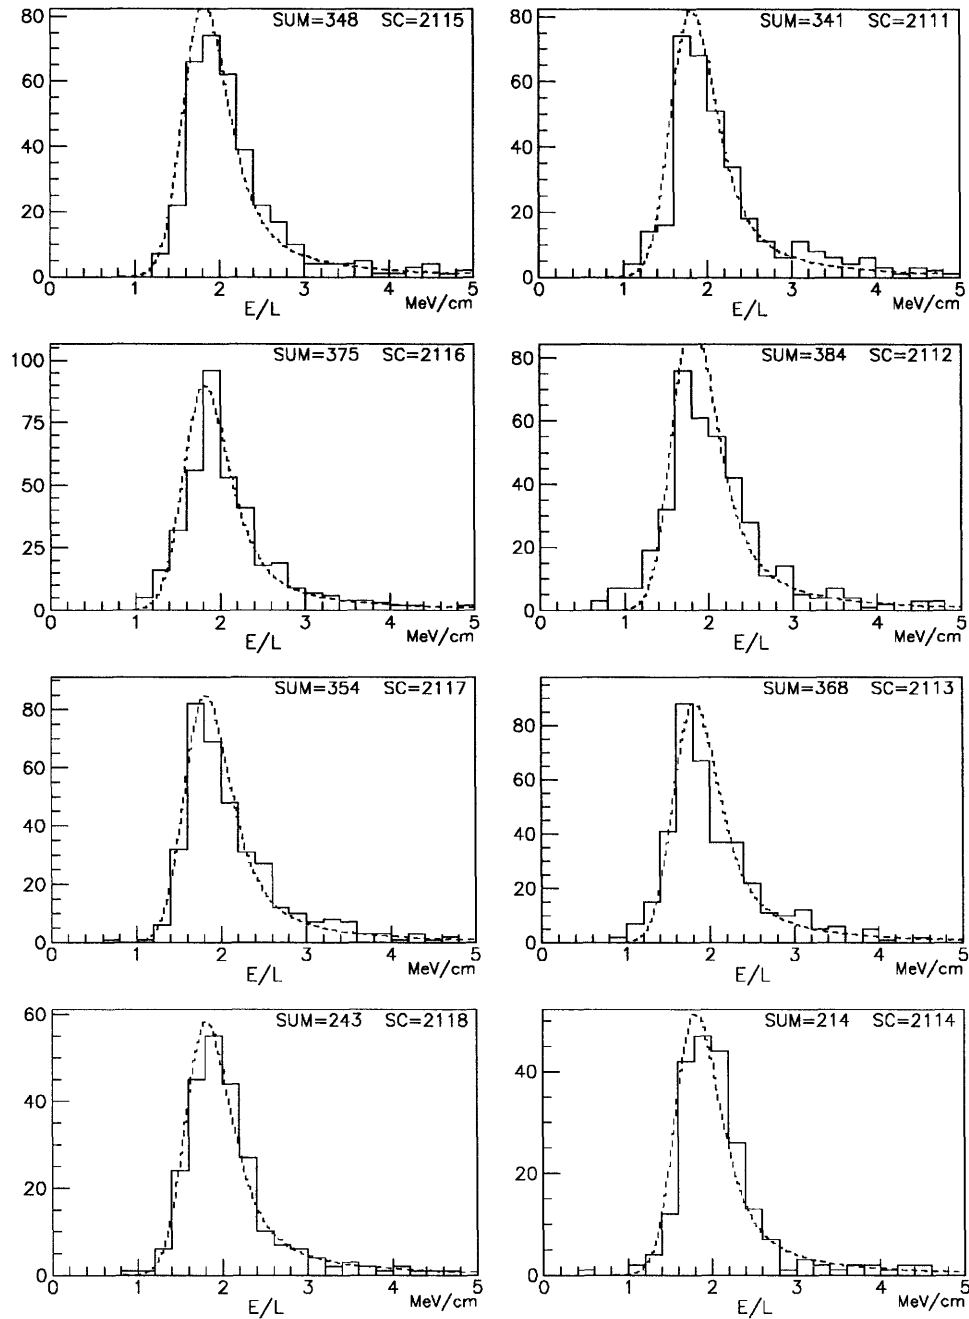 SUM=348 SC=2115
80
60
40
20
0
0 1 2 3 4 5
E/L MeV/cm
SUM=341 SC=2111
80
60
40
20
0
0 1 2 3 4 5
E/L MeV/cm
SUM=375 SC=2116
100
75
50
25
0
0 1 2 3 4 5
E/L MeV/cm
SUM=384 SC=2112
80
60
40
20
0
0 1 2 3 4 5
E/L MeV/cm
SUM=354 SC=2117
80
60
40
20
0
0 1 2 3 4 5
E/L MeV/cm
SUM=368 SC=2113
80
60
40
20
0
0 1 2 3 4 5
E/L MeV/cm
SUM=243 SC=2118
60
40
20
0
0 1 2 3 4 5
E/L MeV/cm
SUM=214 SC=2114
40
20
0
0 1 2 3 4 5
E/L MeV/cm